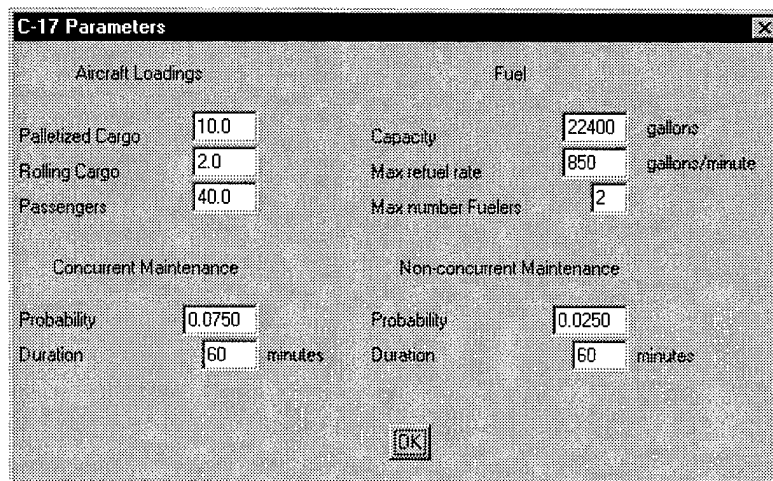 C-17 Parameters
Aircraft Loadings
Fuel
Palletized Cargo 10.0
Capacity 22400 gallons
Rolling Cargo 2.0
Max refuel rate 850 gallons/minute
Passengers 40.0
Max number Fuelers 2
Concurrent Maintenance
Non-concurrent Maintenance
Probability 0.0750
Probability 0.0250
Duration 60 minutes
Duration 60 minutes
OK